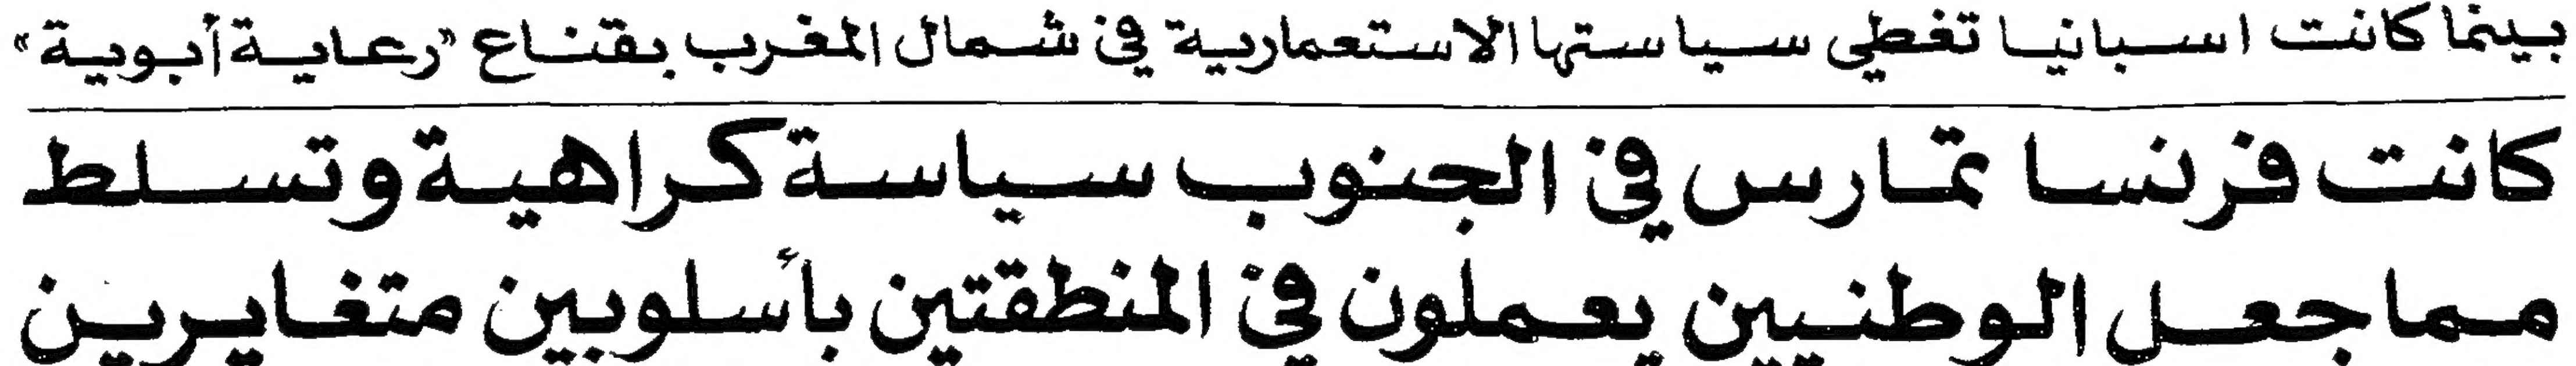 بينما كانت اسبانيا تغطي سياستها الاستعمارية في شمال المغرب بقناع «رعاية أبوية»
كانت فرنسا تمارس في الجنوب سياسة كراهية وتسلط
مما جعل الوطنيين يعملون في المنطقتين بأسلوبين متغايرين